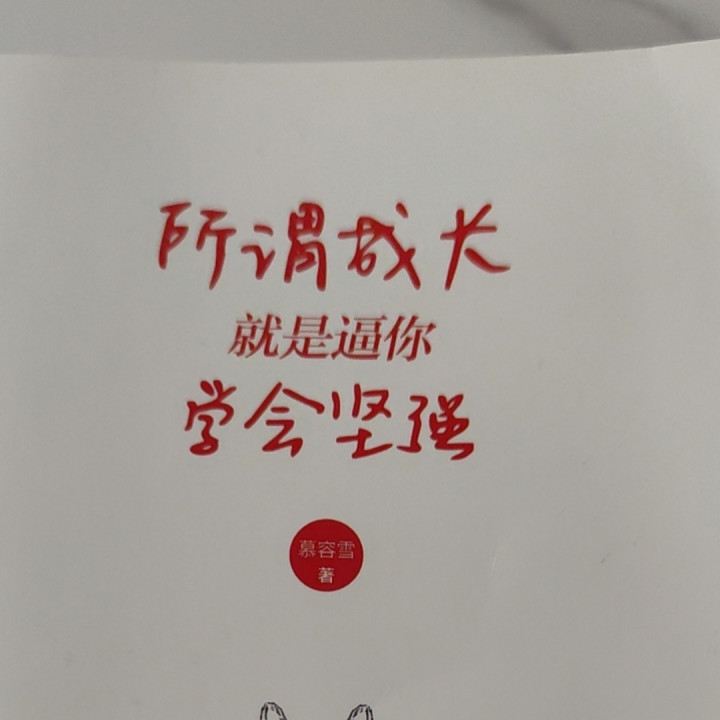 所谓成长
就是逼你
学会坚强
慕容雪
著